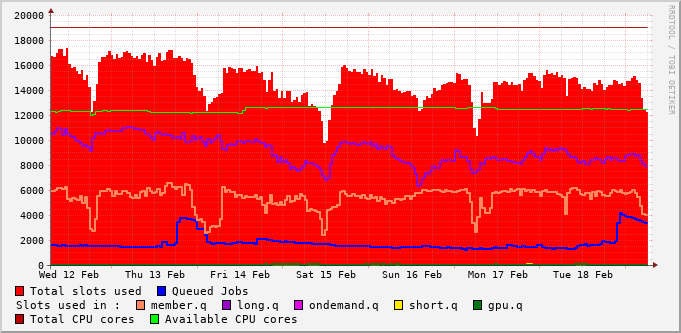 20000
18000
16000
14000
12000
10000
8000
6000
4000
2000
0
Wed 12 Feb Thu 13 Feb Fri 14 Feb Sat 15 Feb Sun 16 Feb Mon 17 Feb Tue 18 Feb
Total slots used Queued Jobs
Slots used in : member.q long.q ondemand.q short.q gpu.q
Total CPU cores Available CPU cores
RRDTOOL / TOBI OETIKER